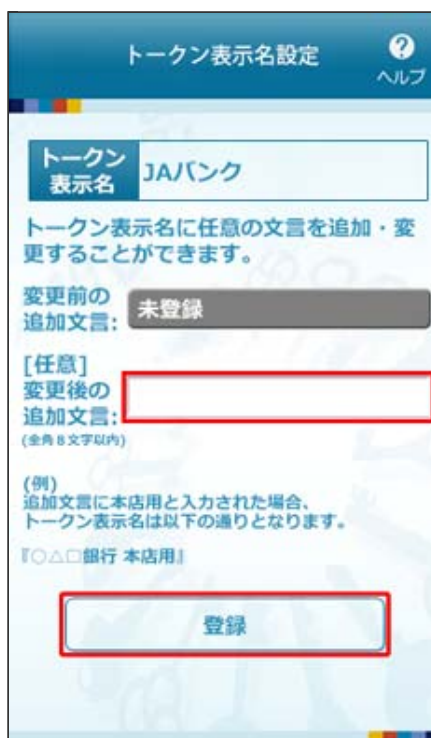 トークン表示名設定
?
ヘルプ
トークン
表示名
JAバンク
トークン表示名に任意の文言を追加・変
更することができます。
変更前の
追加文言:
未登録
[任意]
変更後の
追加文言:
(全角8文字以内)
(例)
追加文言に本店用と入力された場合、
トークン表示名は以下の通りとなります。
『○△□銀行 本店用』
登録